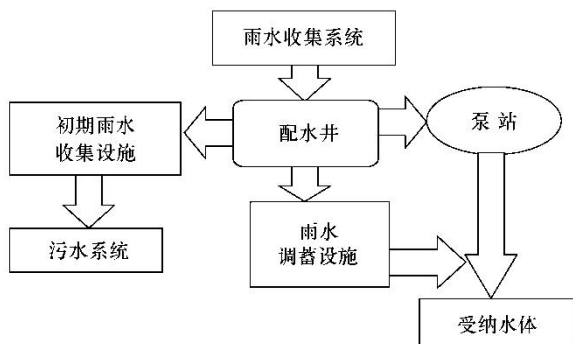 雨水收集系统
初期雨水
收集设施
配水井
泵站
污水系统
雨水
调蓄设施
受纳水体